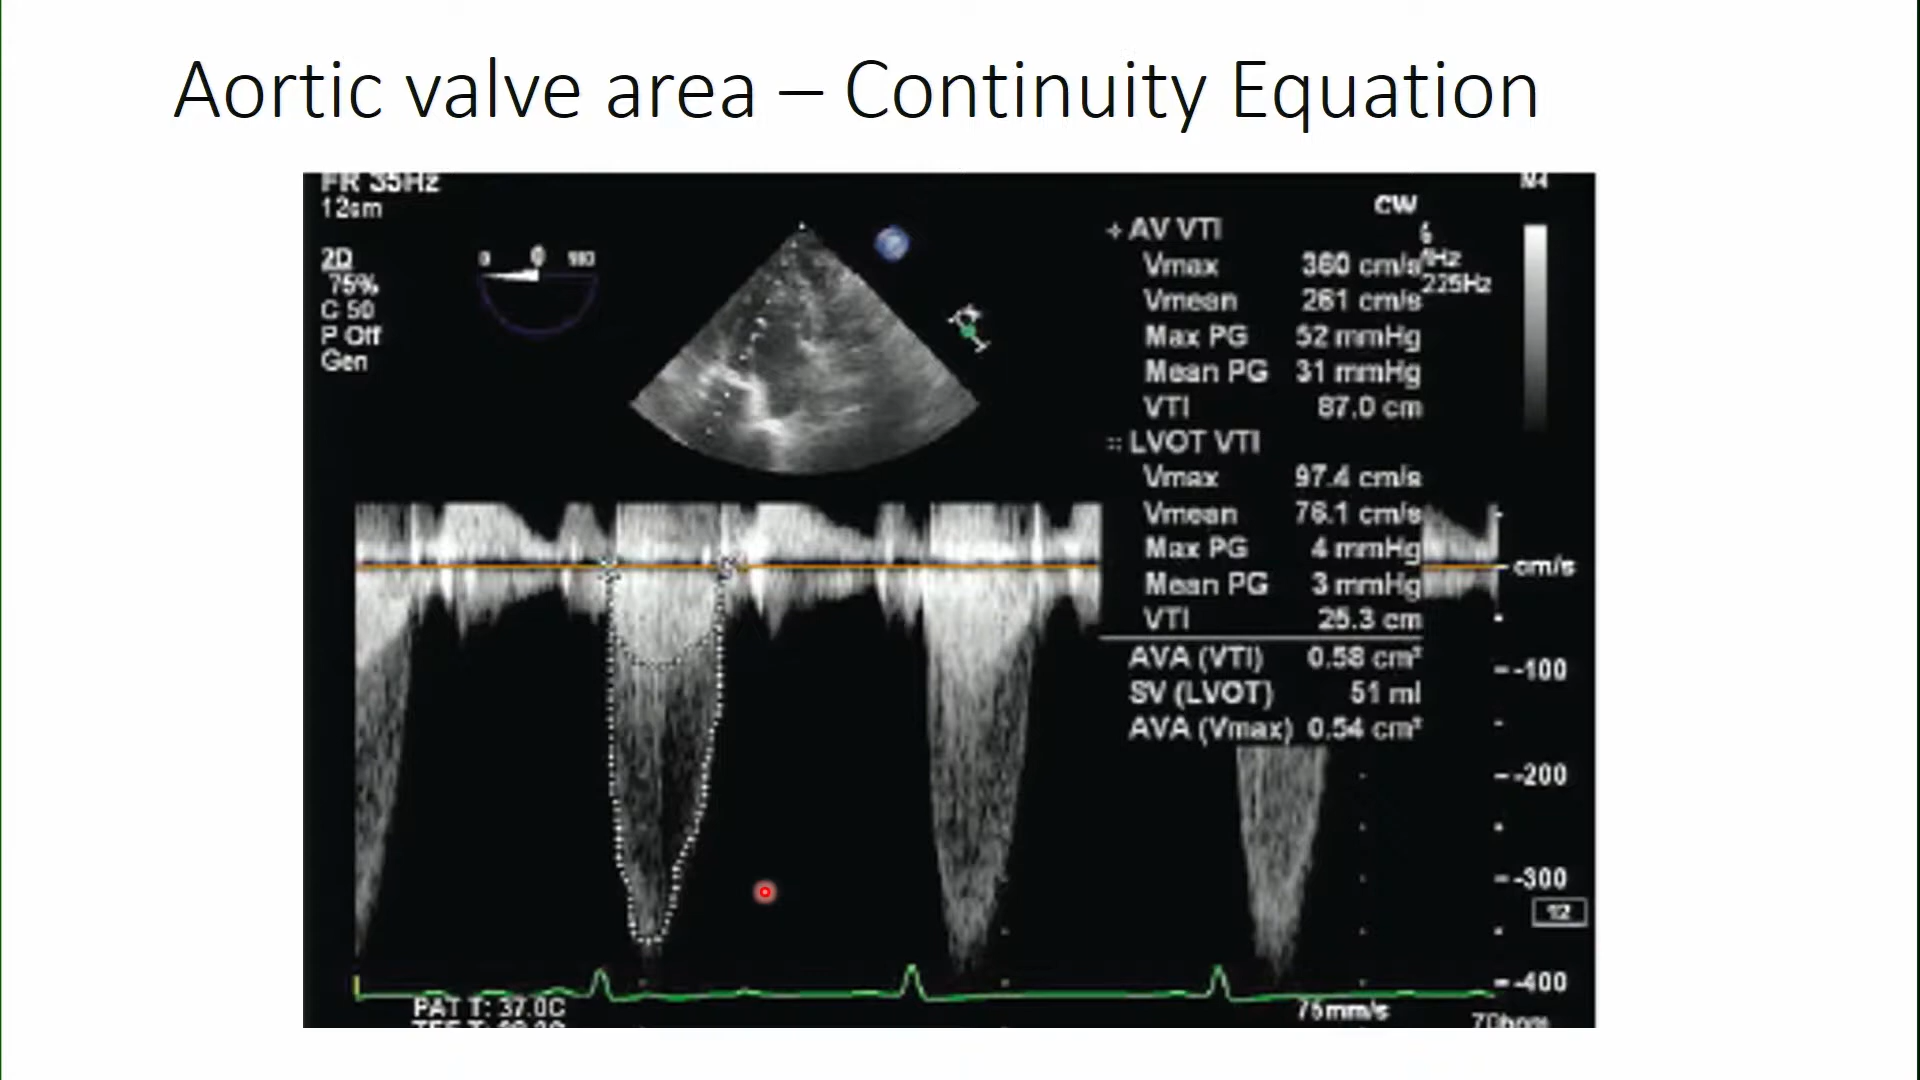 Aortic valve area – Continuity Equation
FR 35Hz
12cm
2D
75%
C 50
P Off
Gen
0 0 180
M4
CW
225Hz
+ AV VTI
Vmax 360 cm/s
Vmean 261 cm/s
Max PG 52 mmHg
Mean PG 31 mmHg
VTI 87.0 cm
:: LVOT VTI
Vmax 97.4 cm/s
Vmean 76.1 cm/s
Max PG 4 mmHg
Mean PG 3 mmHg
VTI 25.3 cm
AVA (VTI) 0.58 cm²
SV (LVOT) 51 ml
AVA (Vmax) 0.54 cm²
cm/s
-100
-200
-300
12
-400
PAT T: 37.0C
75mm/s